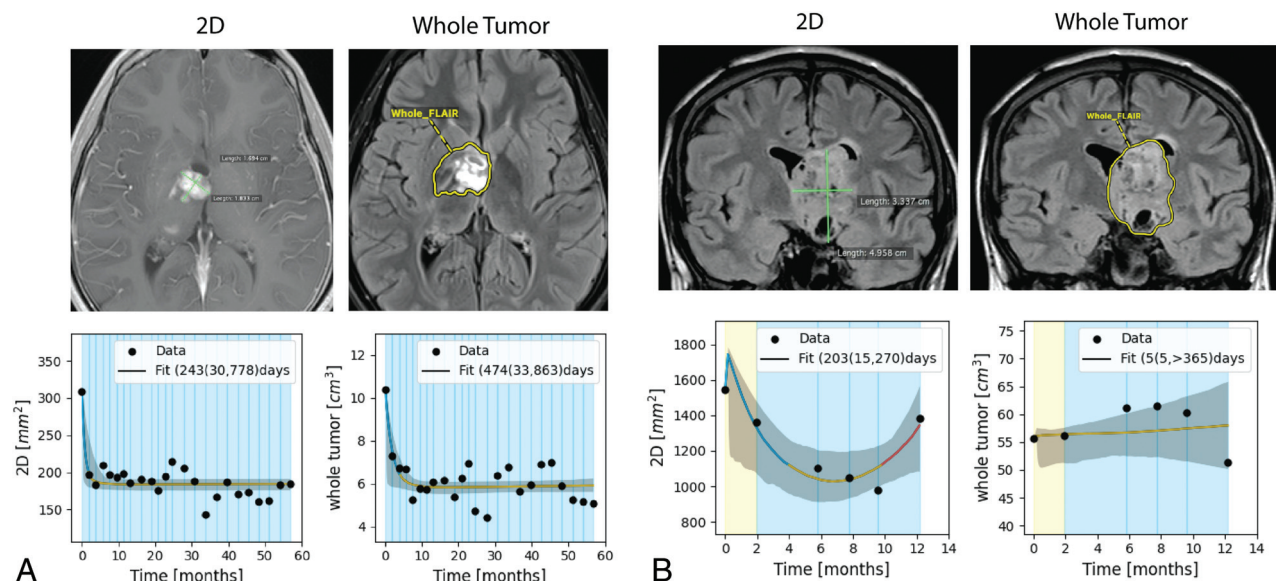 2D
Whole Tumor
2D
Whole Tumor
Length: 1.694 cm
Length: 1.833 cm
Whole_FLAIR
Length: 3.337 cm
Length: 4.958 cm
Whole_FLAIR
2D [mm²]
350
300
250
200
150
Data
Fit (243(30,778)days
0 10 20 30 40 50 60
Time [months]
whole tumor [cm³]
12
10
8
6
4
Data
Fit (474(33,863)days
0 10 20 30 40 50 60
Time [months]
2D [mm²]
1800
1600
1400
1200
1000
800
Data
Fit (203(15,270)days
0 2 4 6 8 10 12 14
Time [months]
whole tumor [cm³]
75
70
65
60
55
50
45
40
Data
Fit (5(5,>365)days
0 2 4 6 8 10 12 14
Time [months]
A
B